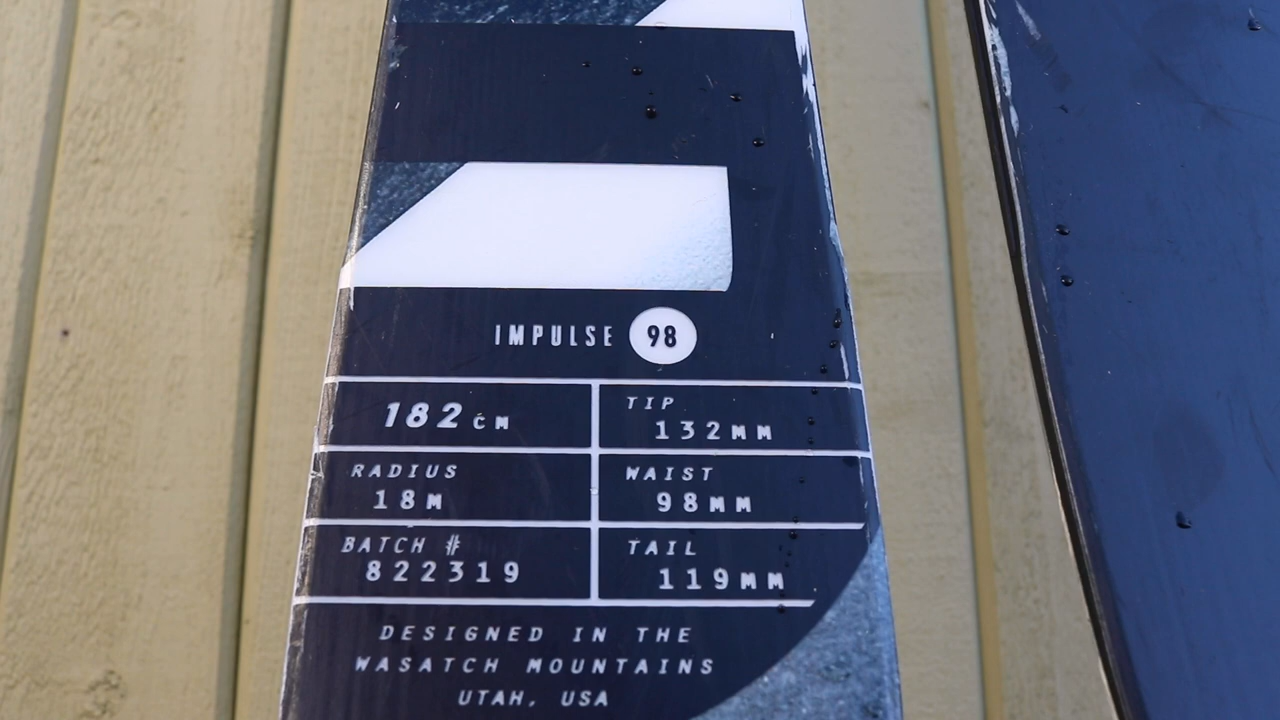 IMPULSE 98
182CM
TIP
132MM
RADIUS
18M
WAIST
98MM
BATCH #
822319
TAIL
119MM
DESIGNED IN THE
WASATCH MOUNTAINS
UTAH, USA